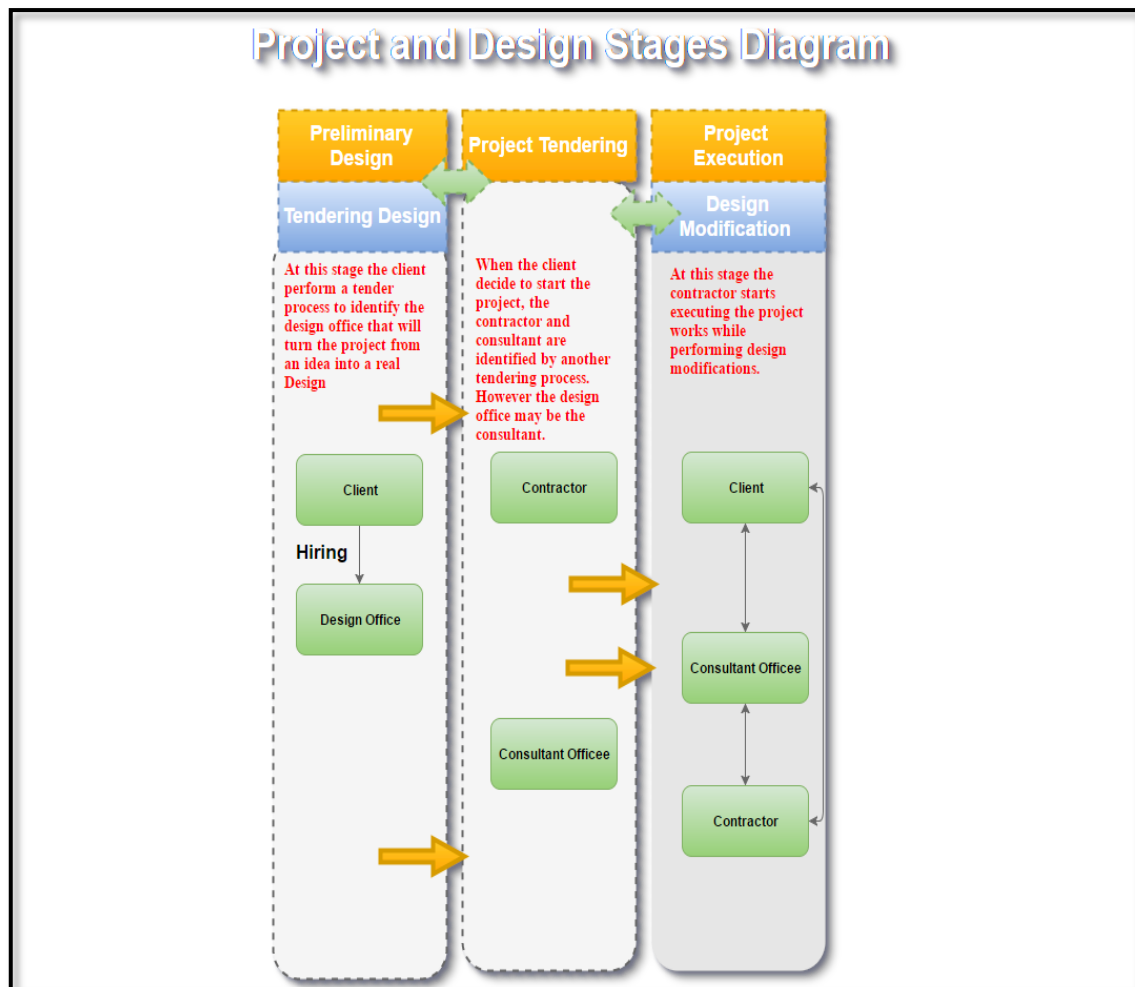 Project and Design Stages Diagram
Preliminary
Design
Tendering Design
At this stage the client
perform a tender
process to identify the
design office that will
turn the project from
an idea into a real
Design
Client
Hiring
Design Office
Project Tendering
When the client
decide to start the
project, the
contractor and
consultant are
identified by another
tendering process.
However the design
office may be the
consultant.
Contractor
Consultant Officee
Project
Execution
Design
Modification
At this stage the
contractor starts
executing the project
works while
performing design
modifications.
Client
Consultant Officee
Contractor